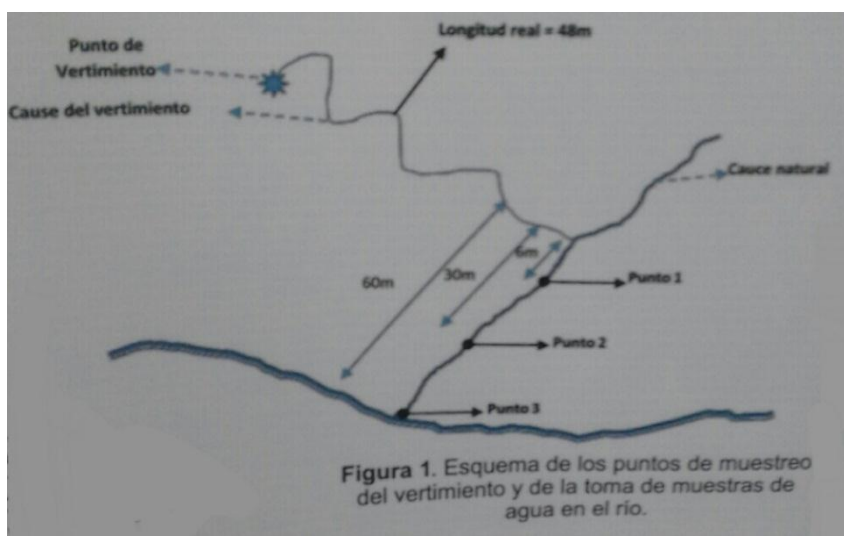 Longitud real = 48m
Punto de
Vertimiento
Cause del vertimiento
Cauce natural
6m
30m
60m
Punto 1
Punto 2
Punto 3
Figura 1. Esquema de los puntos de muestreo
del vertimiento y de la toma de muestras de
agua en el río.